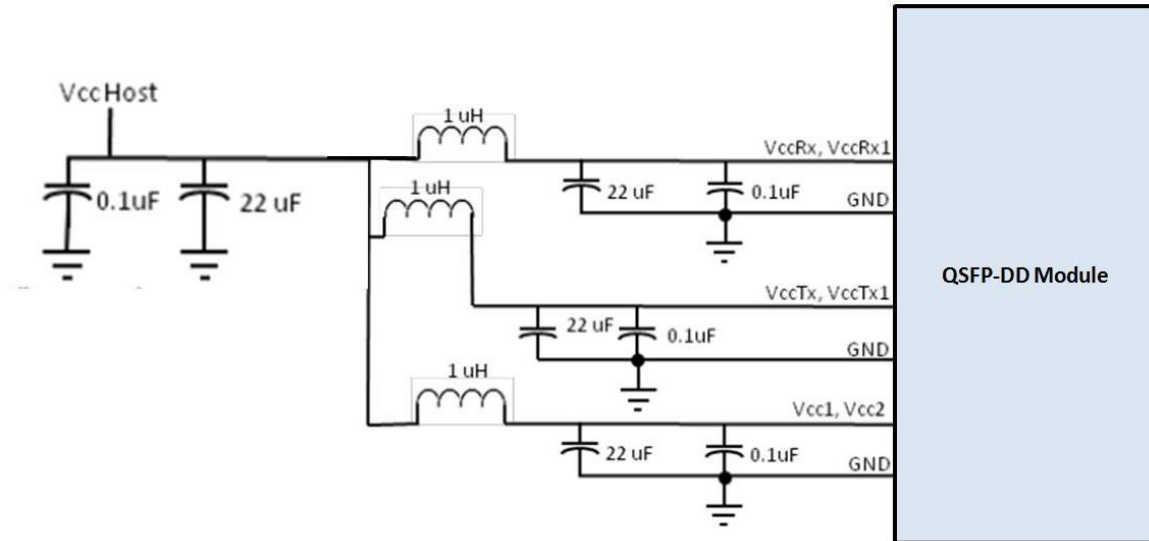 VccHost
0.1uF
22 uF
1 uH
VccRx, VccRx1
22 uF
0.1uF
GND
1 uH
VccTx, VccTx1
22 uF
0.1uF
GND
1 uH
Vcc1, Vcc2
22 uF
0.1uF
GND
QSFP-DD Module